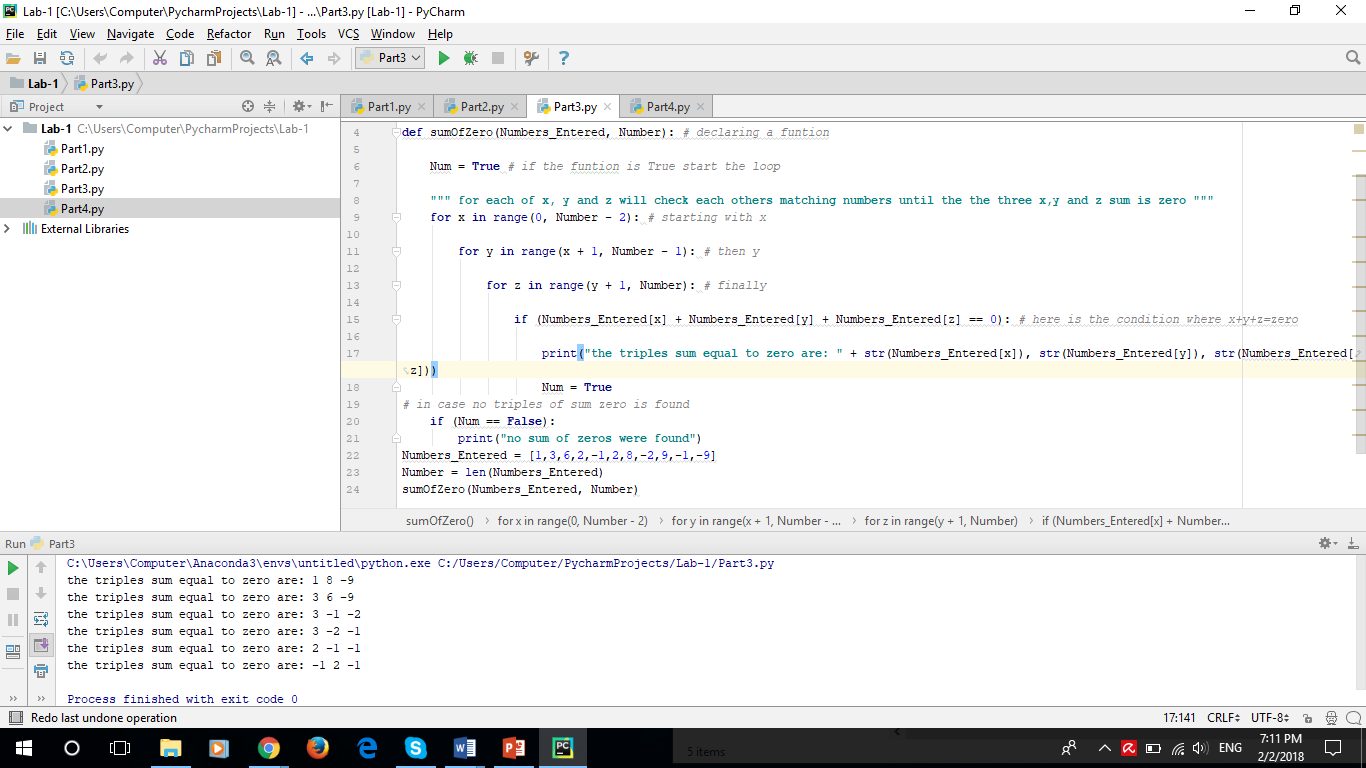 Lab-1 [C:\Users\Computer\PycharmProjects\Lab-1] - ...\Part3.py [Lab-1] - PyCharm
File Edit View Navigate Code Refactor Run Tools VCS Window Help
Part3
Lab-1 Part3.py
Project
Part1.py Part2.py Part3.py Part4.py
Lab-1 C:\Users\Computer\PycharmProjects\Lab-1
Part1.py
Part2.py
Part3.py
Part4.py
External Libraries
4 def sumOfZero(Numbers_Entered, Number): # declaring a funtion
5
6 Num = True # if the funtion is True start the loop
7
8 """ for each of x, y and z will check each others matching numbers until the the three x,y and z sum is zero """
9 for x in range(0, Number - 2): # starting with x
10
11 for y in range(x + 1, Number - 1): # then y
12
13 for z in range(y + 1, Number): # finally
14
15 if (Numbers_Entered[x] + Numbers_Entered[y] + Numbers_Entered[z] == 0): # here is the condition where x+y+z=zero
16
17 print("the triples sum equal to zero are: " + str(Numbers_Entered[x]), str(Numbers_Entered[y]), str(Numbers_Entered[
z]))
18 Num = True
19 # in case no triples of sum zero is found
20 if (Num == False):
21 print("no sum of zeros were found")
22 Numbers_Entered = [1,3,6,2,-1,2,8,-2,9,-1,-9]
23 Number = len(Numbers_Entered)
24 sumOfZero(Numbers_Entered, Number)
sumOfZero() for x in range(0, Number - 2) for y in range(x + 1, Number - ... for z in range(y + 1, Number) if (Numbers_Entered[x] + Number...
Run Part3
C:\Users\Computer\Anaconda3\envs\untitled\python.exe C:/Users/Computer/PycharmProjects/Lab-1/Part3.py
the triples sum equal to zero are: 1 8 -9
the triples sum equal to zero are: 3 6 -9
the triples sum equal to zero are: 3 -1 -2
the triples sum equal to zero are: 3 -2 -1
the triples sum equal to zero are: 2 -1 -1
the triples sum equal to zero are: -1 2 -1
Process finished with exit code 0
Redo last undone operation
17:141 CRLF UTF-8
5 items
ENG
7:11 PM
2/2/2018